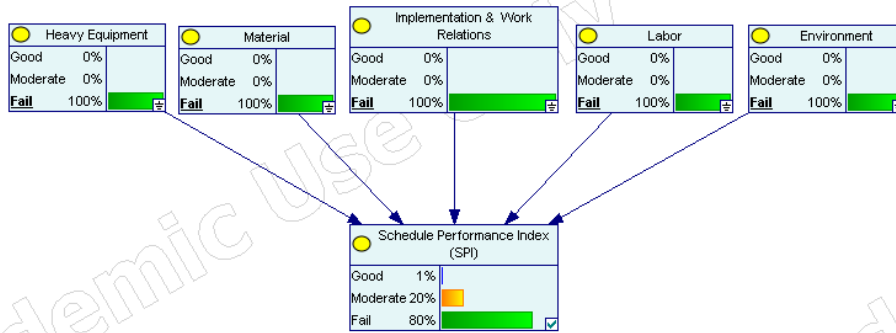 Heavy Equipment
Good 0%
Moderate 0%
Fail 100%
Material
Good 0%
Moderate 0%
Fail 100%
Implementation & Work
Relations
Good 0%
Moderate 0%
Fail 100%
Labor
Good 0%
Moderate 0%
Fail 100%
Environment
Good 0%
Moderate 0%
Fail 100%
Schedule Performance Index
(SPI)
Good 1%
Moderate 20%
Fail 80%
demic Use